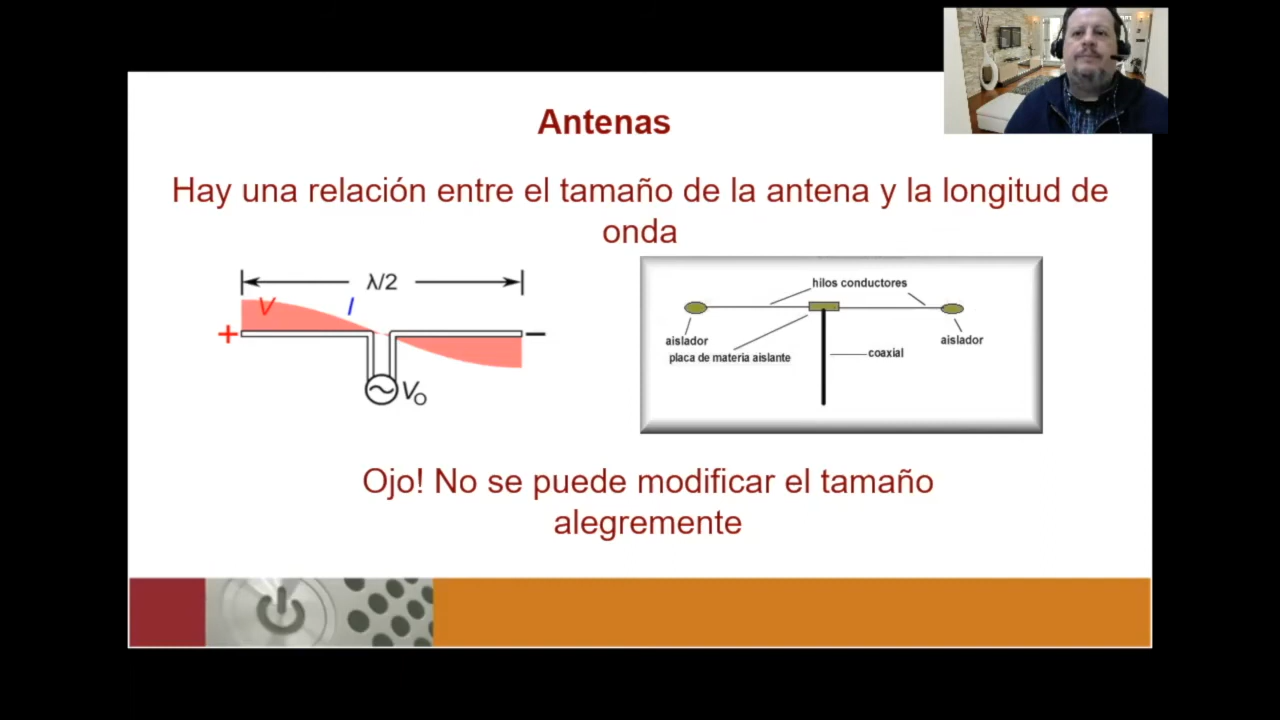 Antenas
Hay una relación entre el tamaño de la antena y la longitud de
onda
λ/2
V I
+ −
V₀
hilos conductores
aislador
aislador
placa de materia aislante
coaxial
Ojo! No se puede modificar el tamaño
alegremente